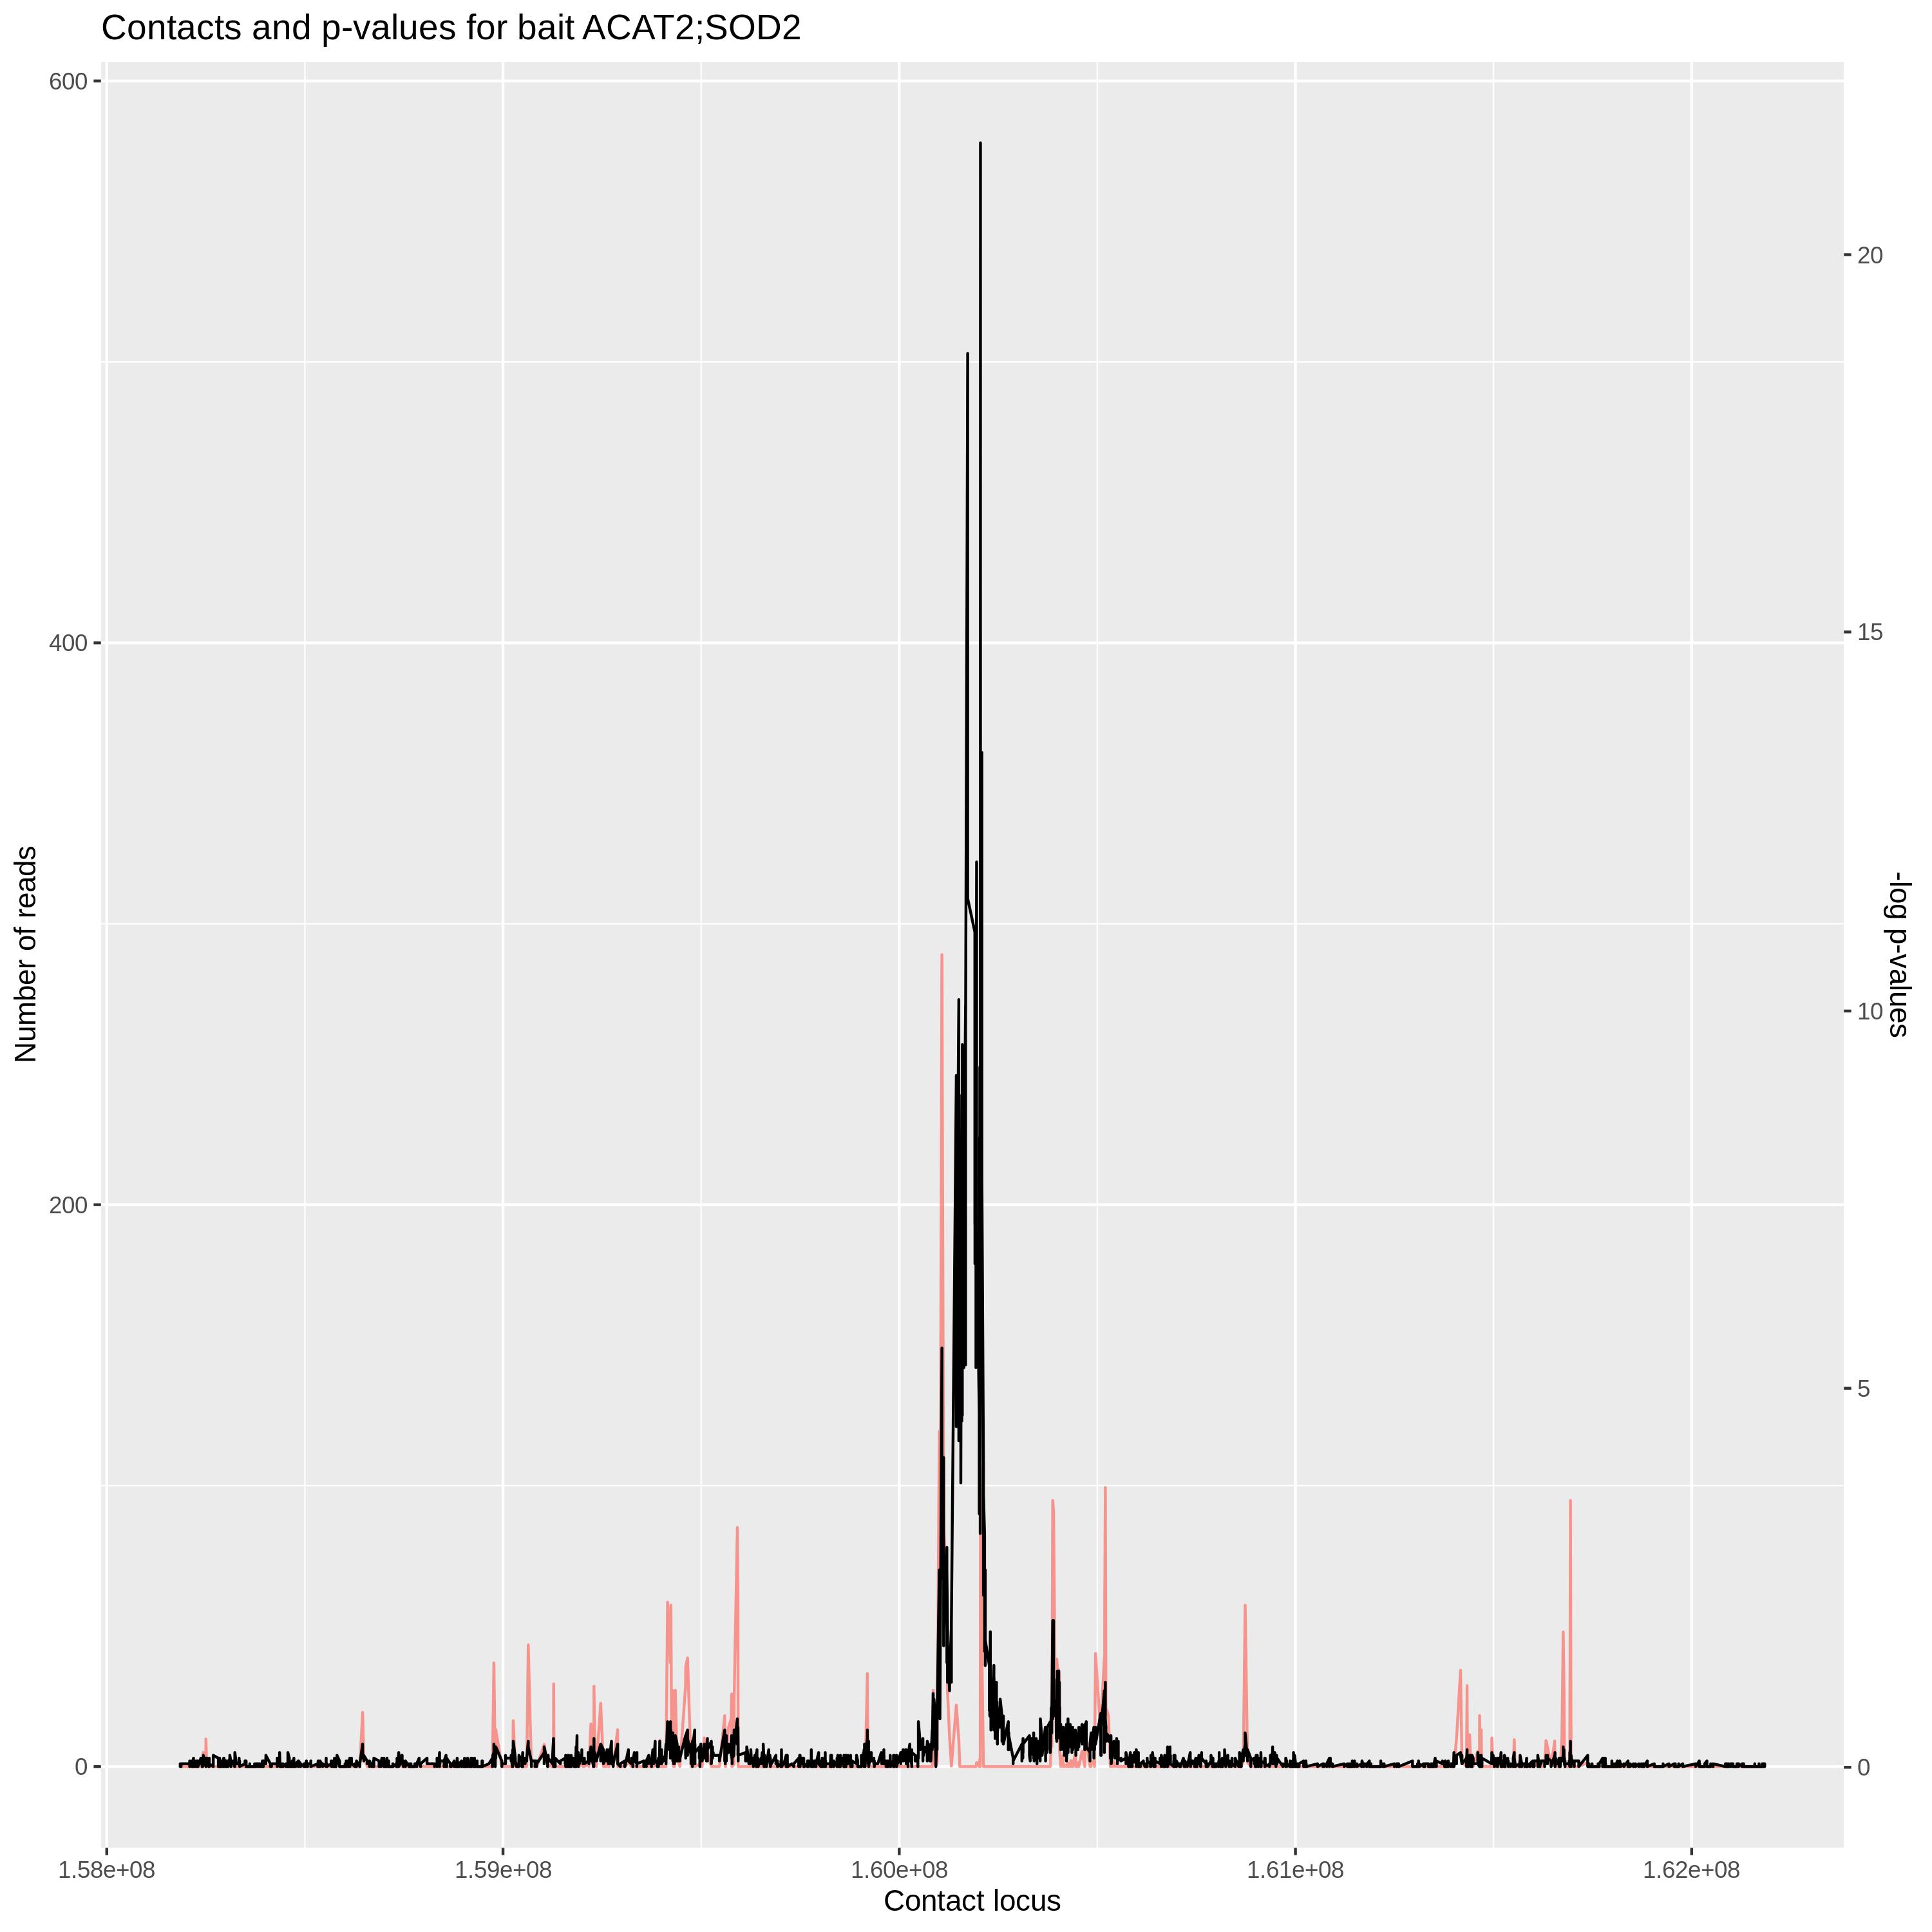 Contacts and p-values for bait ACAT2;SOD2
600
400
200
0
Number of reads
20
15
10
5
0
-log p-values
1.58e+08
1.59e+08
1.60e+08
1.61e+08
1.62e+08
Contact locus